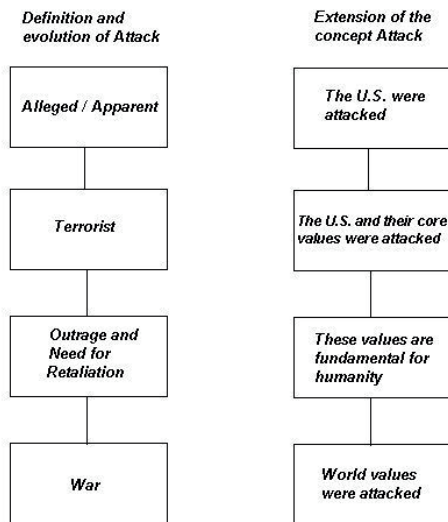 Definition and
evolution of Attack
Alleged / Apparent
Terrorist
Outrage and
Need for
Retaliation
War
Extension of the
concept Attack
The U.S. were
attacked
The U.S. and their core
values were attacked
These values are
fundamental for
humanity
World values
were attacked